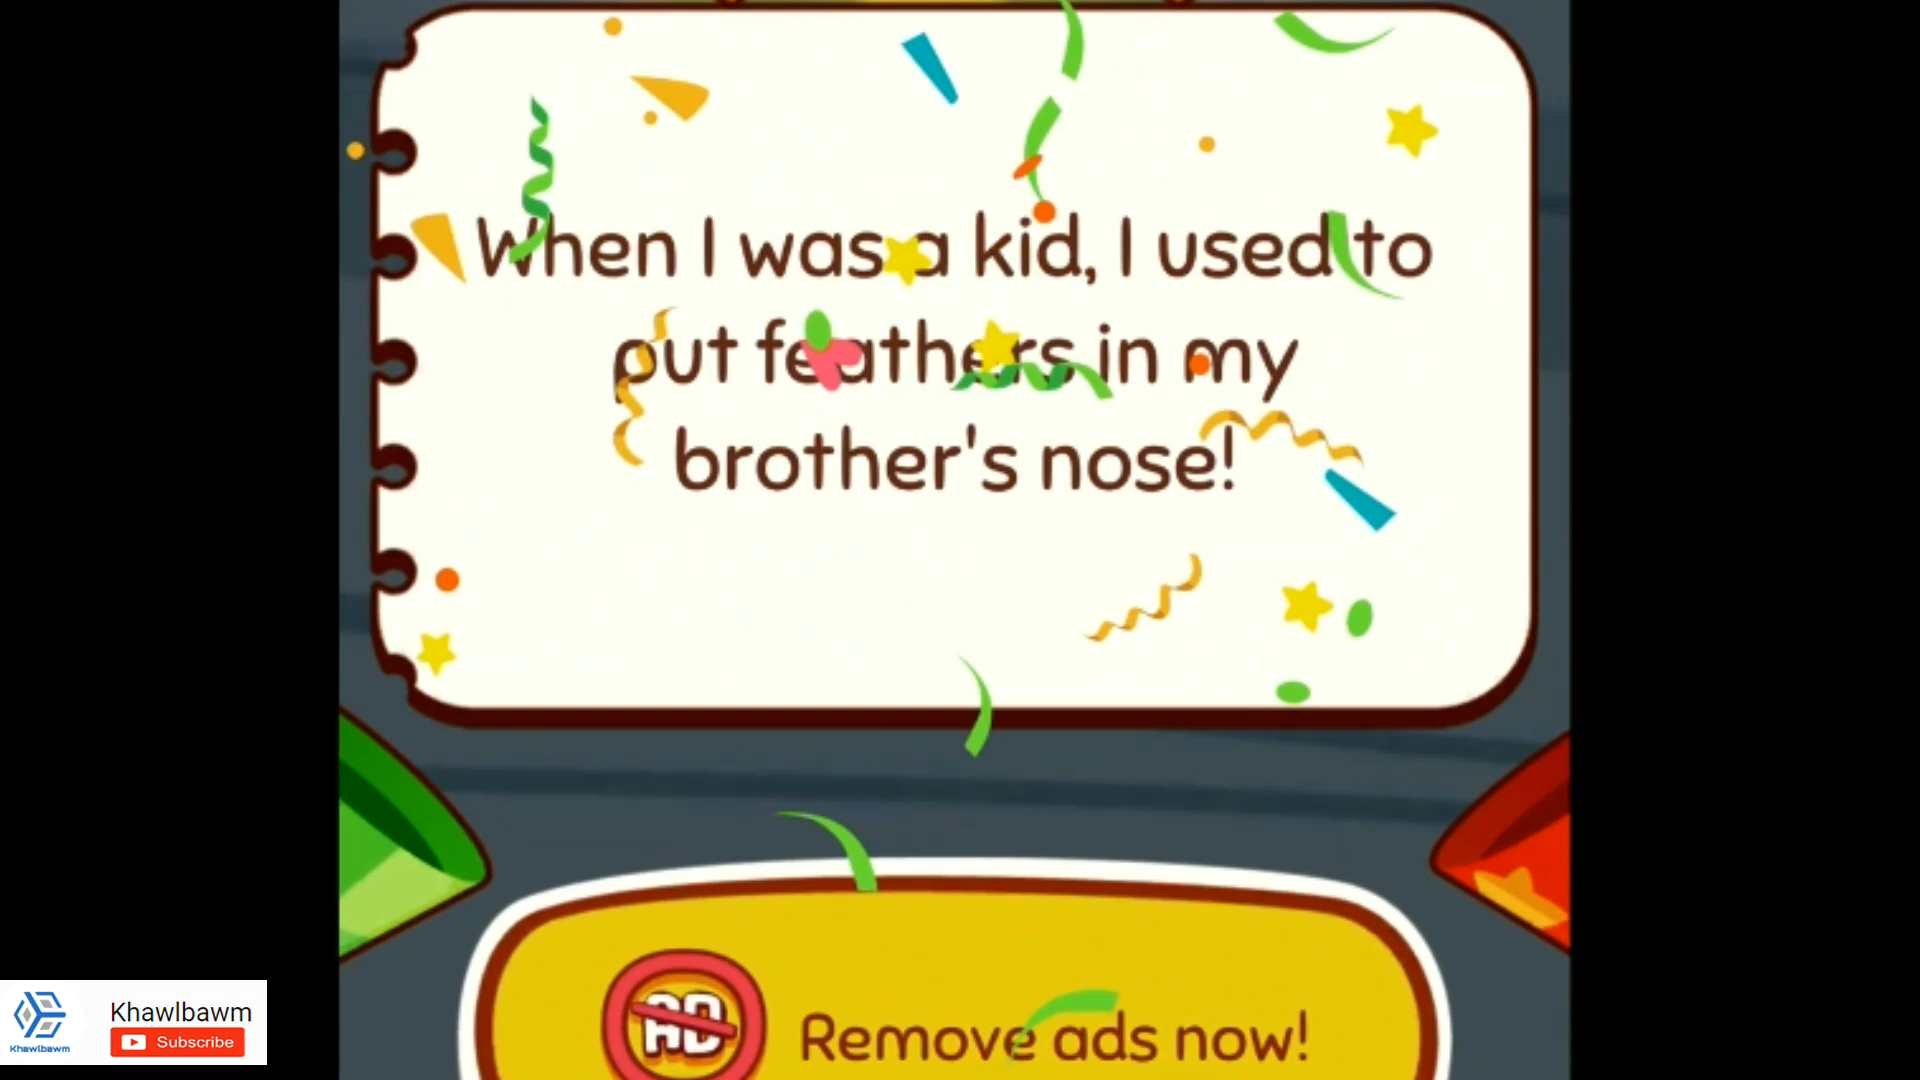 When I was a kid, I used to
put feathers in my
brother's nose!
AD
Remove ads now!
Khawlbawm
Khawlbawm
Subscribe